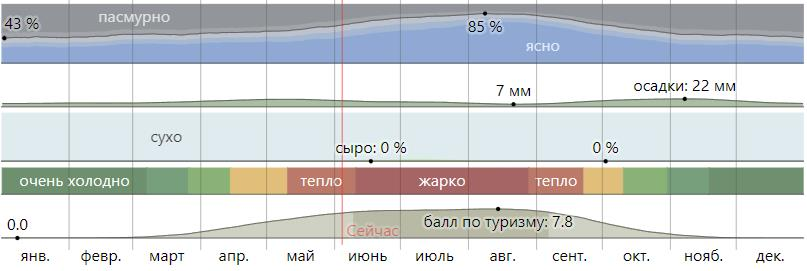 пасмурно
43 %
85 %
ясно
7 мм
осадки: 22 мм
сухо
сыро: 0 %
0 %
очень холодно
тепло
жарко
тепло
0.0
Сейчас
балл по туризму: 7.8
янв. февр. март апр. май июнь июль авг. сент. окт. нояб. дек.